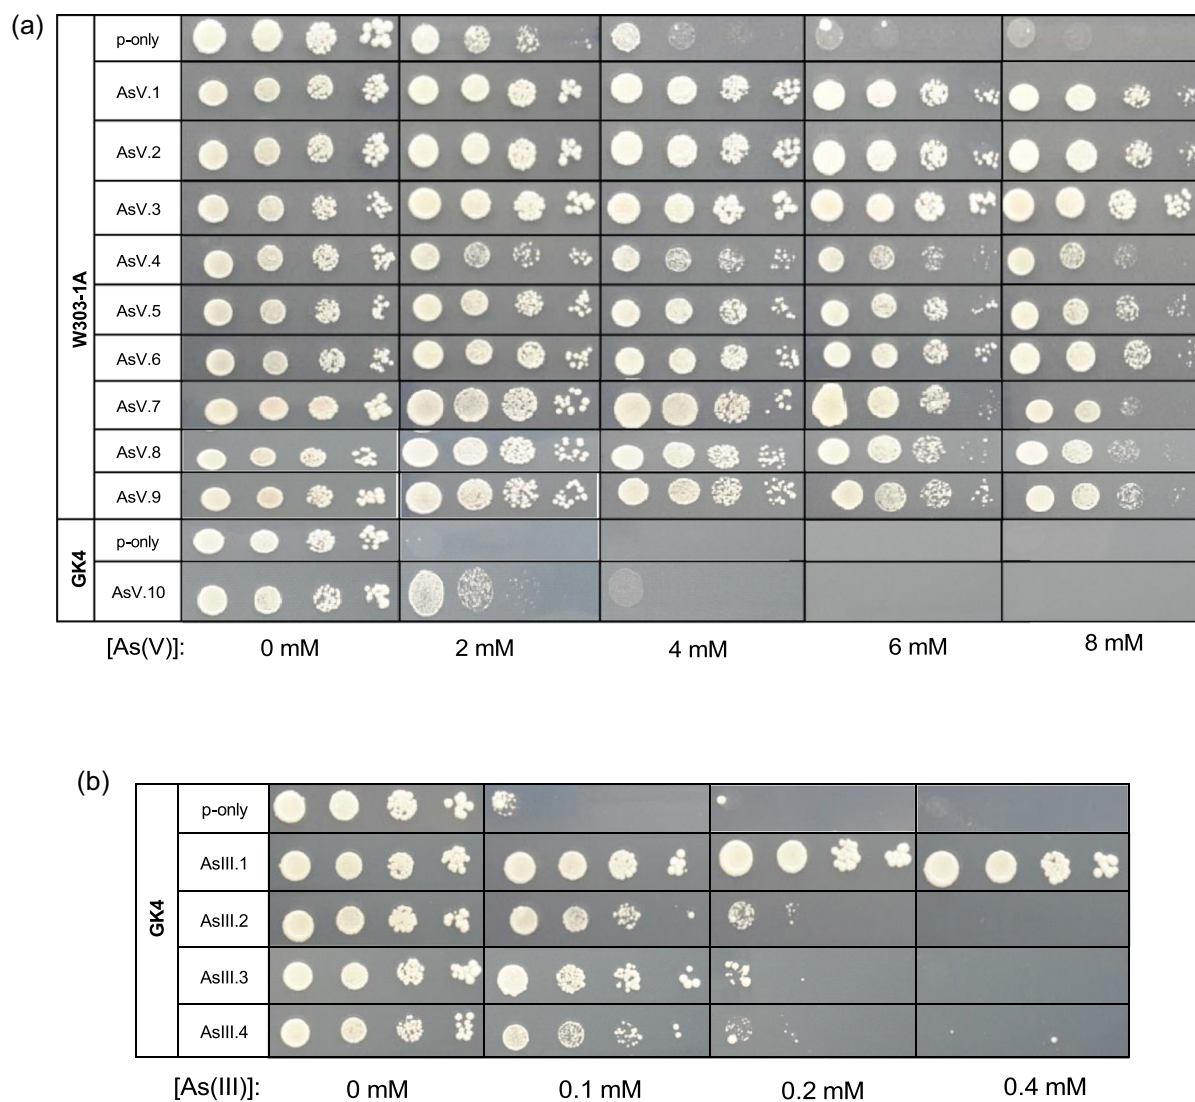 (a)
W303-1A
p-only
AsV.1
AsV.2
AsV.3
AsV.4
AsV.5
AsV.6
AsV.7
AsV.8
AsV.9
GK4
p-only
AsV.10
[As(V)]: 0 mM 2 mM 4 mM 6 mM 8 mM
(b)
GK4
p-only
AsIII.1
AsIII.2
AsIII.3
AsIII.4
[As(III)]: 0 mM 0.1 mM 0.2 mM 0.4 mM